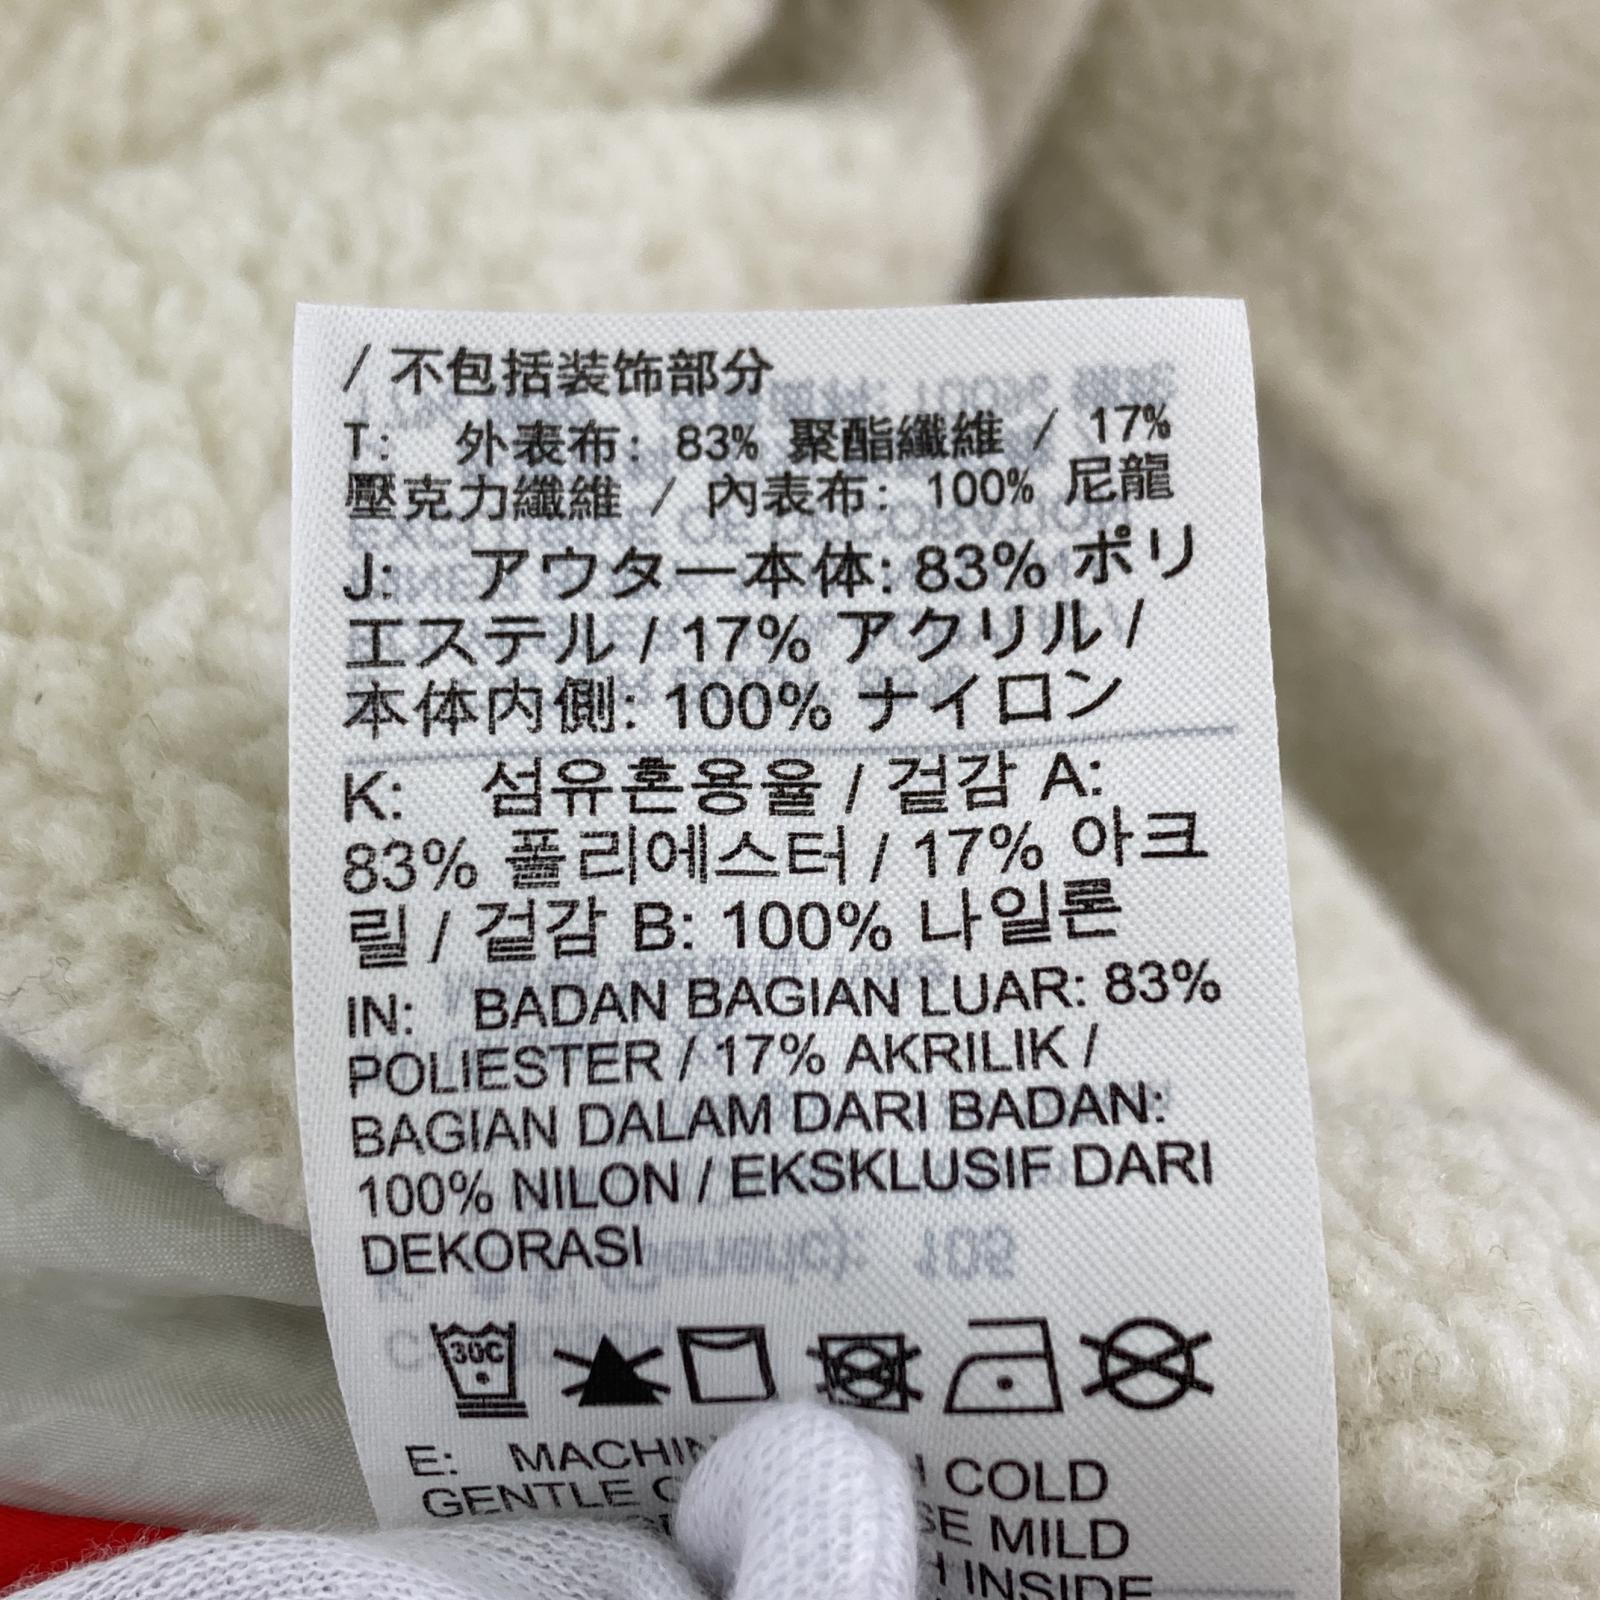 / 不包括装饰部分
T: 外表布: 83% 聚酯纖維 / 17%
壓克力纖維 / 內表布: 100% 尼龍
J: アウター本体: 83% ポリ
エステル / 17% アクリル /
本体内側: 100% ナイロン
K: 섬유혼용율 / 겉감 A:
83% 폴리에스터 / 17% 아크
릴 / 겉감 B: 100% 나일론
IN: BADAN BAGIAN LUAR: 83%
POLIESTER / 17% AKRILIK /
BAGIAN DALAM DARI BADAN:
100% NILON / EKSKLUSIF DARI
DEKORASI
30C
E: COLD
GENTLE MILD
INSIDE